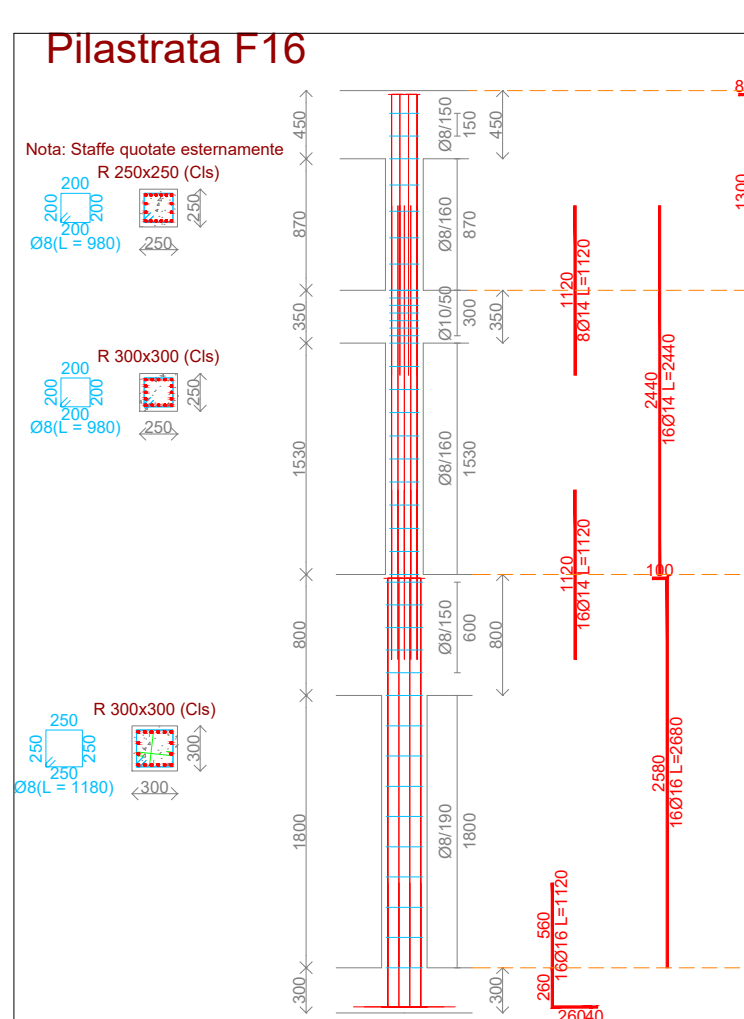 Pilastrata F16
Nota: Staffe quotate esternamente
R 250x250 (Cls)
200
200
200
200
Ø8(L = 980)
250
250
R 300x300 (Cls)
200
200
200
200
Ø8(L = 980)
250
250
R 300x300 (Cls)
250
250
250
250
Ø8(L = 1180)
300
300
450
870
350
1530
800
1800
300
Ø8/150
150
450
Ø8/160
870
Ø10/50
300
350
Ø8/160
1530
Ø8/150
600
800
Ø8/190
1800
300
1120
8Ø14 L=1120
2440
16Ø14 L=2440
1120
16Ø14 L=1120
100
2580
16Ø16 L=2680
560
16Ø16 L=1120
260
260
40
8
1300